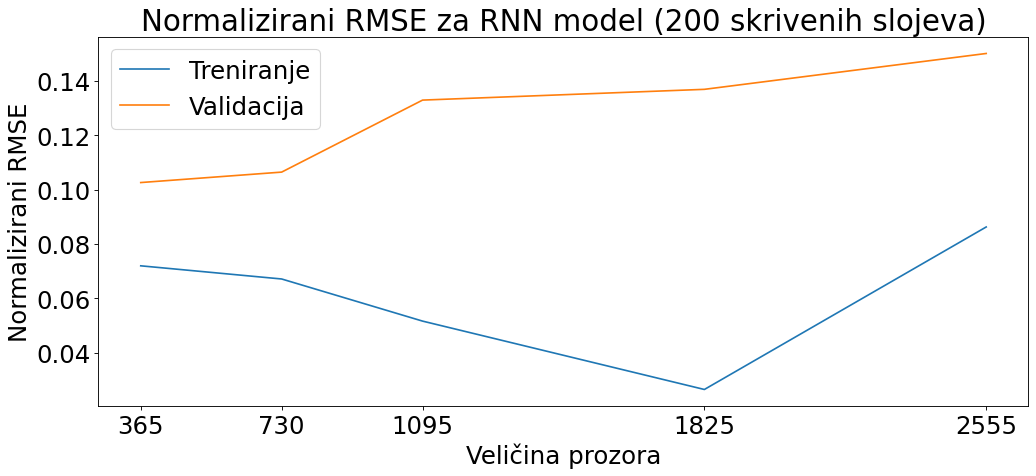 Normalizirani RMSE za RNN model (200 skrivenih slojeva)
Treniranje
Validacija
Normalizirani RMSE
0.14
0.12
0.10
0.08
0.06
0.04
365 730 1095 1825 2555
Veličina prozora